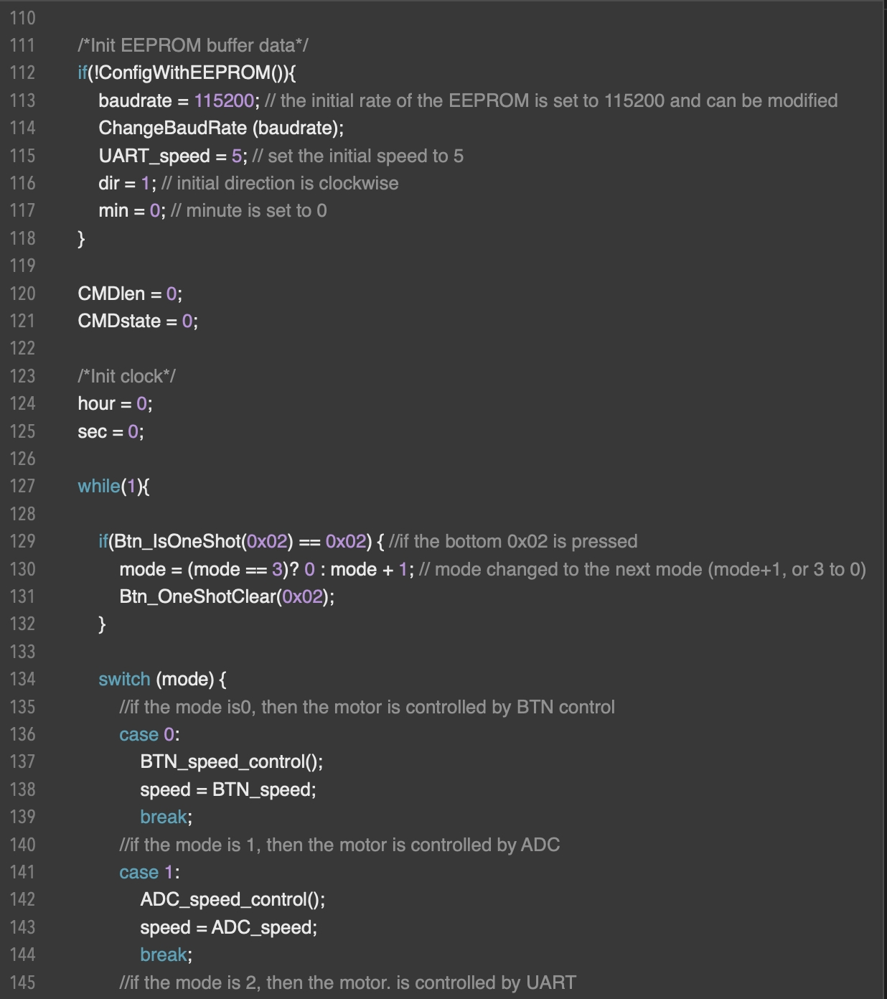 110
111 /*Init EEPROM buffer data*/
112 if(!ConfigWithEEPROM()){
113 baudrate = 115200; // the initial rate of the EEPROM is set to 115200 and can be modified
114 ChangeBaudRate (baudrate);
115 UART_speed = 5; // set the initial speed to 5
116 dir = 1; // initial direction is clockwise
117 min = 0; // minute is set to 0
118 }
119
120 CMDlen = 0;
121 CMDstate = 0;
122
123 /*Init clock*/
124 hour = 0;
125 sec = 0;
126
127 while(1){
128
129 if(Btn_IsOneShot(0x02) == 0x02) { //if the bottom 0x02 is pressed
130 mode = (mode == 3)? 0 : mode + 1; // mode changed to the next mode (mode+1, or 3 to 0)
131 Btn_OneShotClear(0x02);
132 }
133
134 switch (mode) {
135 //if the mode is0, then the motor is controlled by BTN control
136 case 0:
137 BTN_speed_control();
138 speed = BTN_speed;
139 break;
140 //if the mode is 1, then the motor is controlled by ADC
141 case 1:
142 ADC_speed_control();
143 speed = ADC_speed;
144 break;
145 //if the mode is 2, then the motor. is controlled by UART